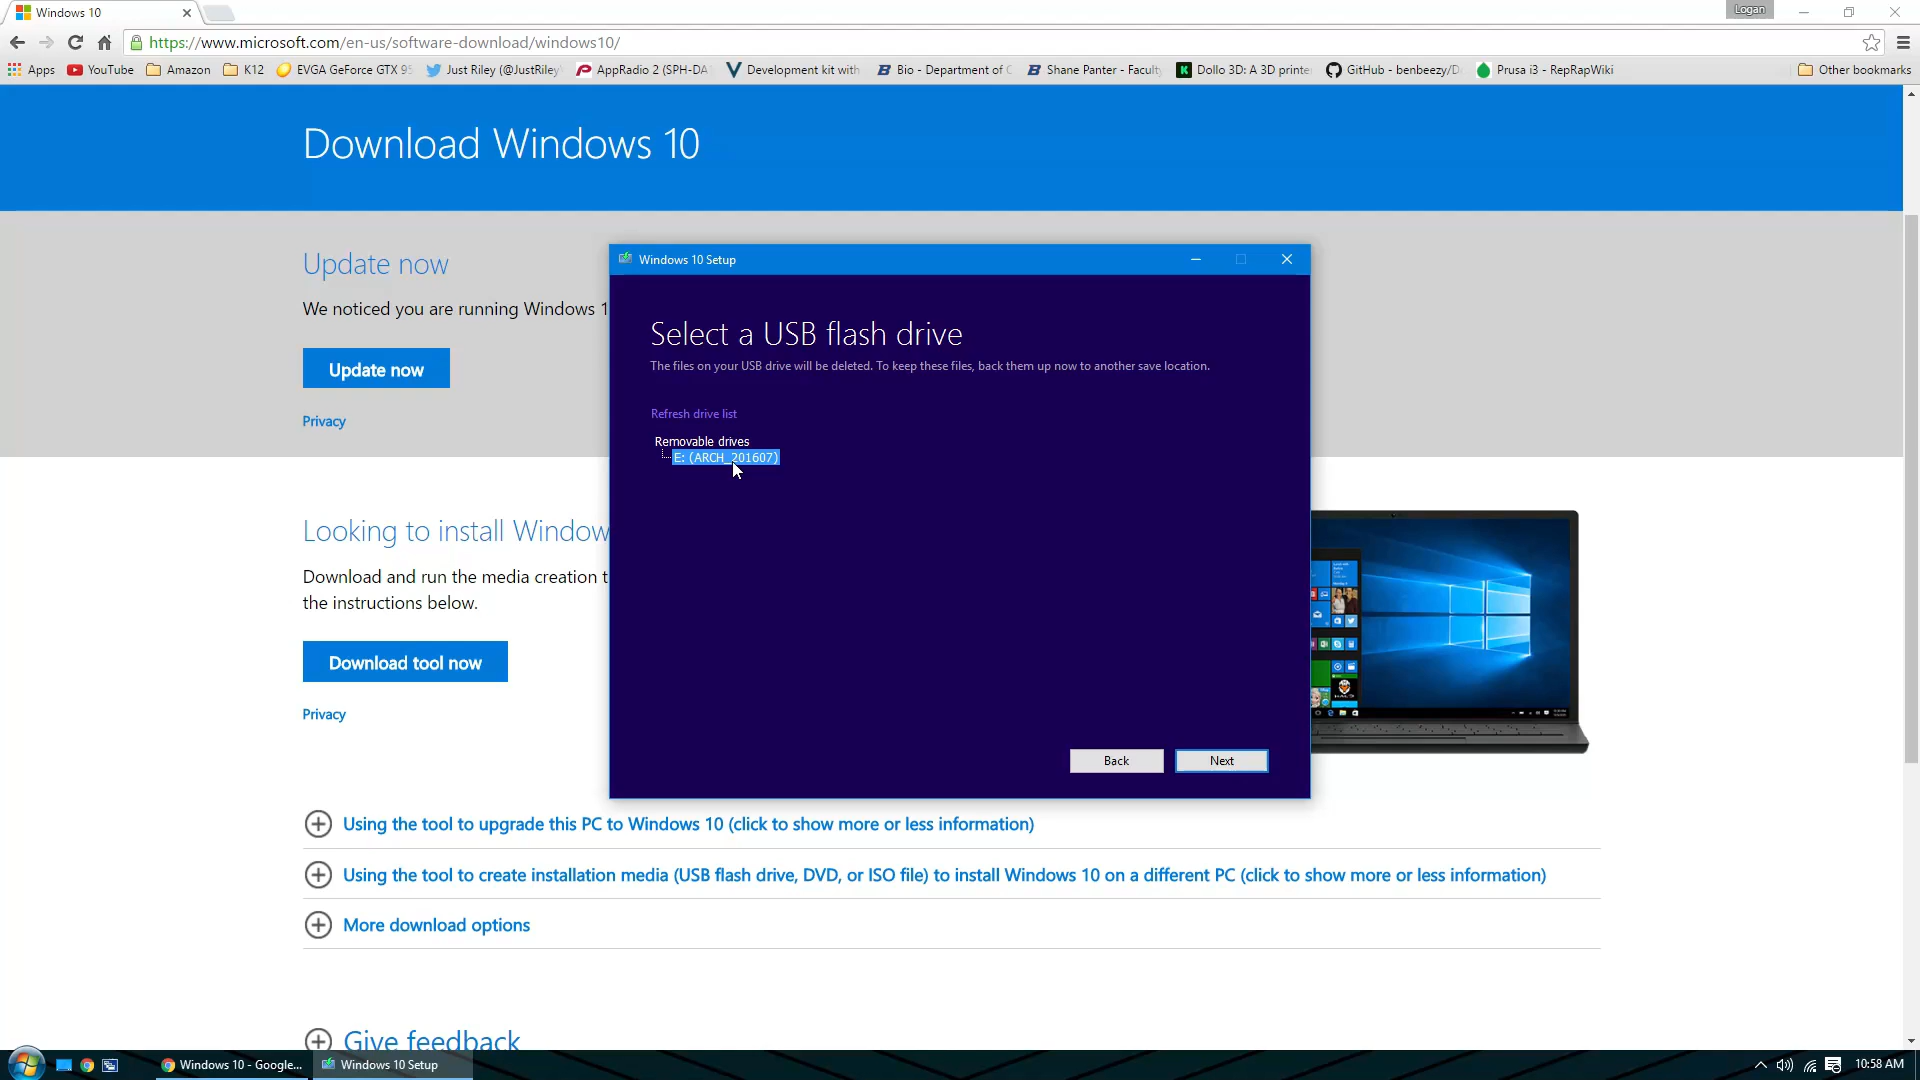 Windows 10
Logan
https://www.microsoft.com/en-us/software-download/windows10/
Apps
YouTube
Amazon
K12
EVGA GeForce GTX 95
Just Riley (@JustRiley
AppRadio 2 (SPH-DA
Development kit with
Bio - Department of C
Shane Panter - Faculty
Dollo 3D: A 3D printe
GitHub - benbeezy/D
Prusa i3 - RepRapWiki
Other bookmarks
Download Windows 10
Update now
We noticed you are running Windows 1
Update now
Privacy
Windows 10 Setup
Select a USB flash drive
The files on your USB drive will be deleted. To keep these files, back them up now to another save location.
Refresh drive list
Removable drives
E: (ARCH_201607)
Back
Next
Looking to install Window
Download and run the media creation t
the instructions below.
Download tool now
Privacy
Using the tool to upgrade this PC to Windows 10 (click to show more or less information)
Using the tool to create installation media (USB flash drive, DVD, or ISO file) to install Windows 10 on a different PC (click to show more or less information)
More download options
Give feedback
Windows 10 - Google...
Windows 10 Setup
10:58 AM